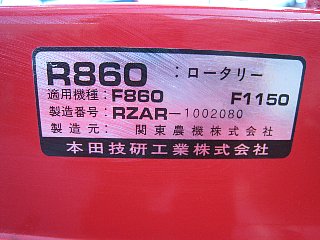 R860 :ロータリー
適用機種:F860 F1150
製造番号:RZAR-1002080
製造元: 関東農機株式会社
本田技研工業株式会社